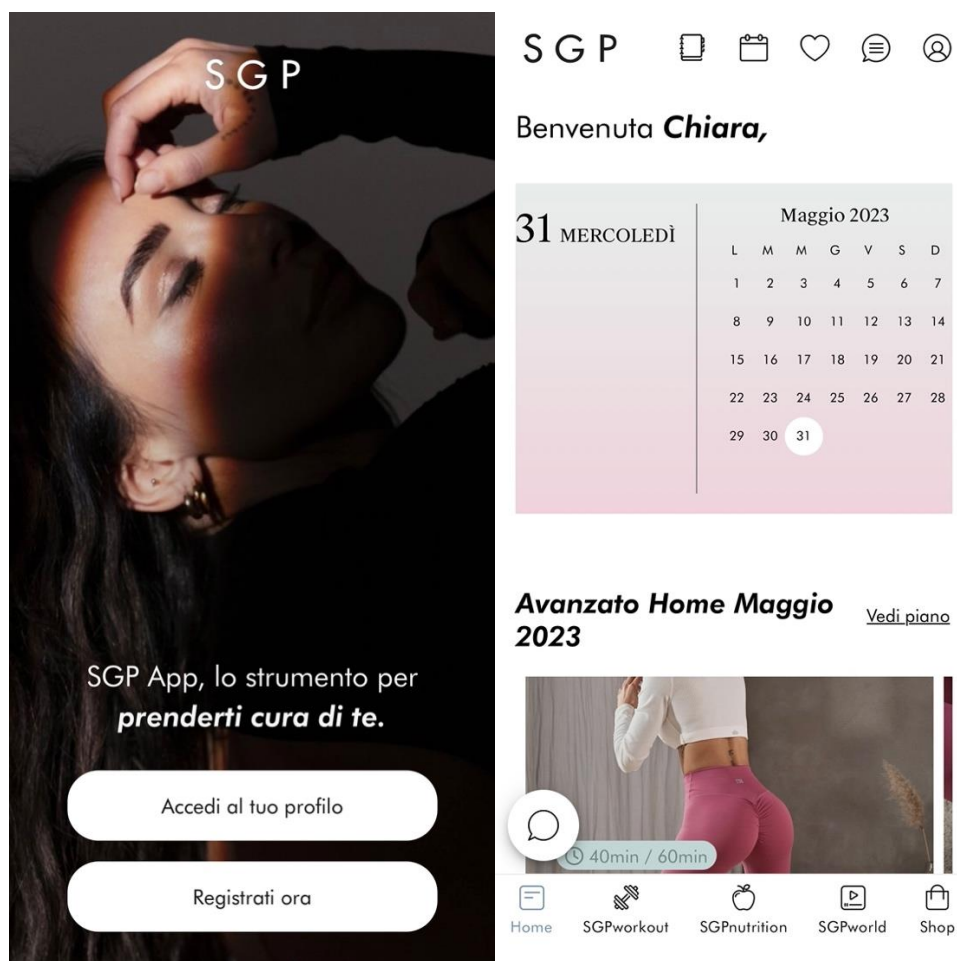 SGP
SGP App, lo strumento per
prenderti cura di te.
Accedi al tuo profilo
Registrati ora
SGP
Benvenuta Chiara,
31 MERCOLEDÌ
Maggio 2023
L M M G V S D
1 2 3 4 5 6 7
8 9 10 11 12 13 14
15 16 17 18 19 20 21
22 23 24 25 26 27 28
29 30 31
Avanzato Home Maggio
2023
Vedi piano
40min / 60min
Home SGPworkout SGPnutrition SGPworld Shop